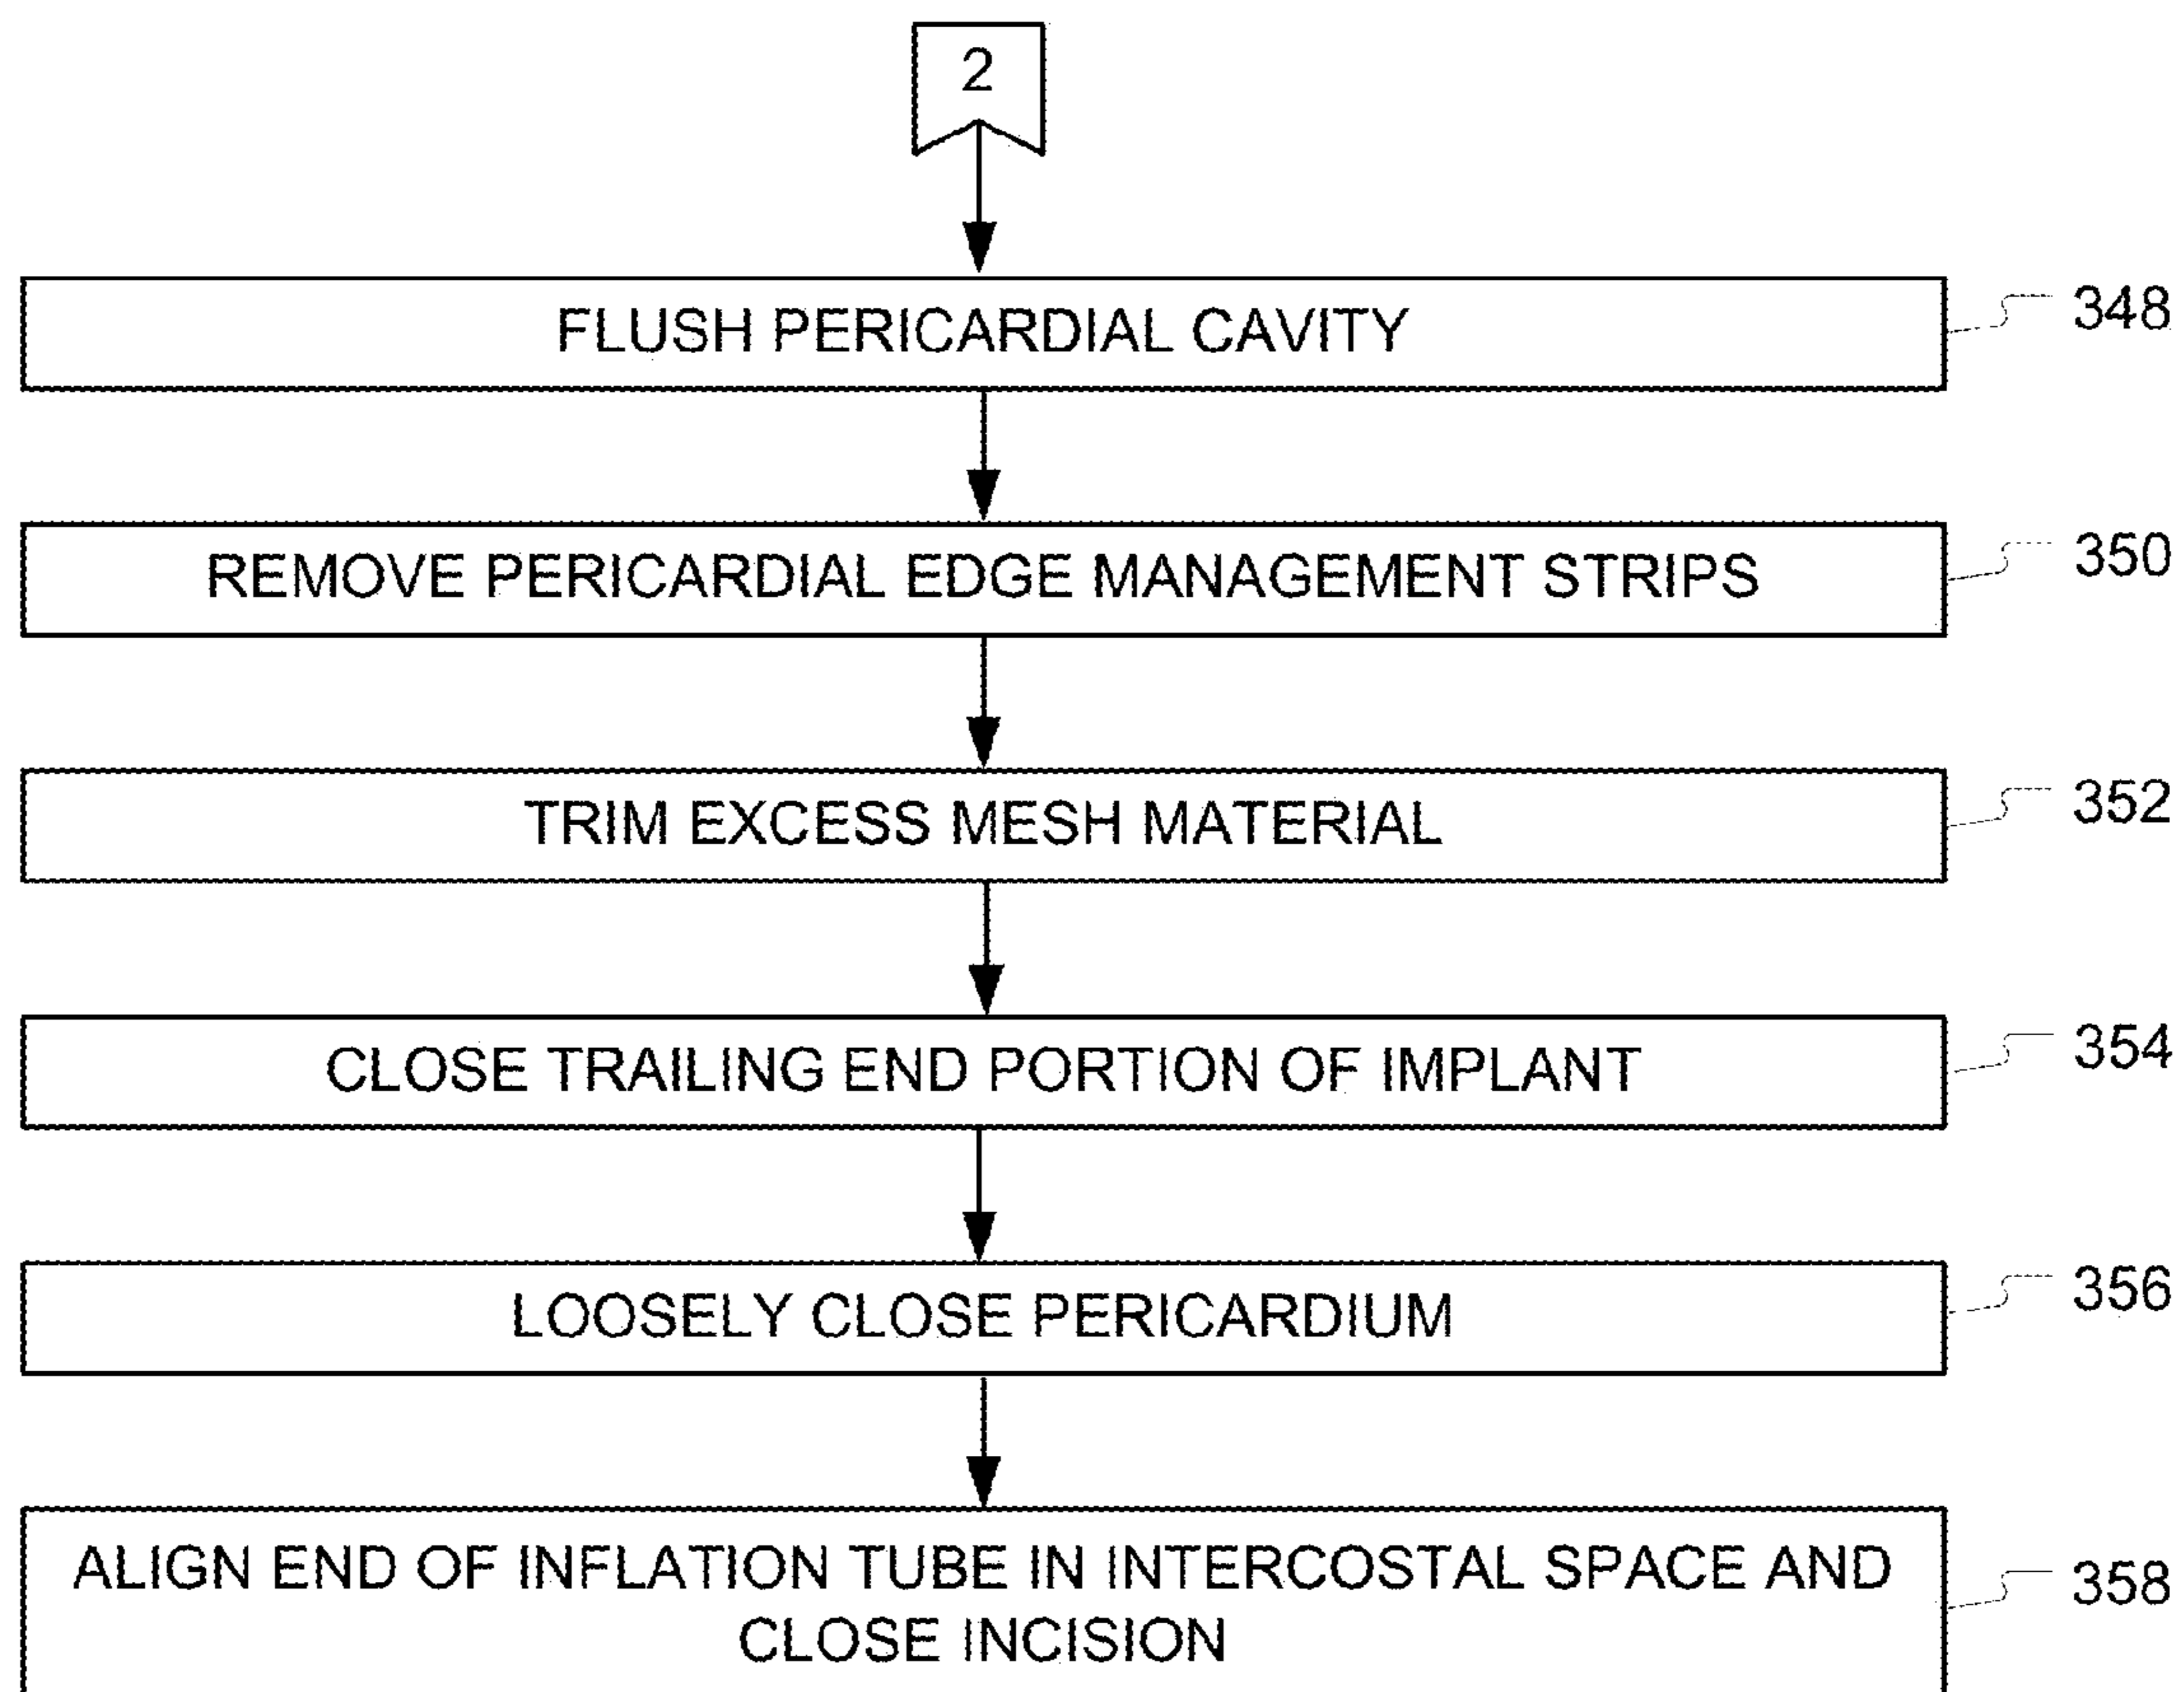 2
FLUSH PERICARDIAL CAVITY
348
REMOVE PERICARDIAL EDGE MANAGEMENT STRIPS
350
TRIM EXCESS MESH MATERIAL
352
CLOSE TRAILING END PORTION OF IMPLANT
354
LOOSELY CLOSE PERICARDIUM
356
ALIGN END OF INFLATION TUBE IN INTERCOSTAL SPACE AND
CLOSE INCISION
358